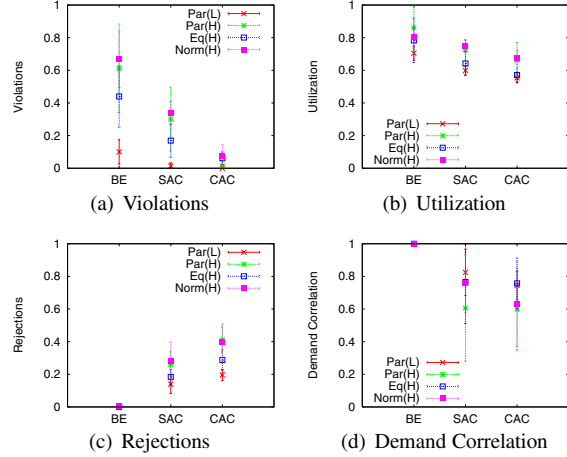 1
0.8
0.6
0.4
0.2
0
Violations
Par(L)
Par(H)
Eq(H)
Norm(H)
BE SAC CAC
(a) Violations
1
0.8
0.6
0.4
0.2
0
Utilization
Par(L)
Par(H)
Eq(H)
Norm(H)
BE SAC CAC
(b) Utilization
1
0.8
0.6
0.4
0.2
0
Rejections
Par(L)
Par(H)
Eq(H)
Norm(H)
BE SAC CAC
(c) Rejections
1
0.8
0.6
0.4
0.2
0
Demand Correlation
Par(L)
Par(H)
Eq(H)
Norm(H)
BE SAC CAC
(d) Demand Correlation